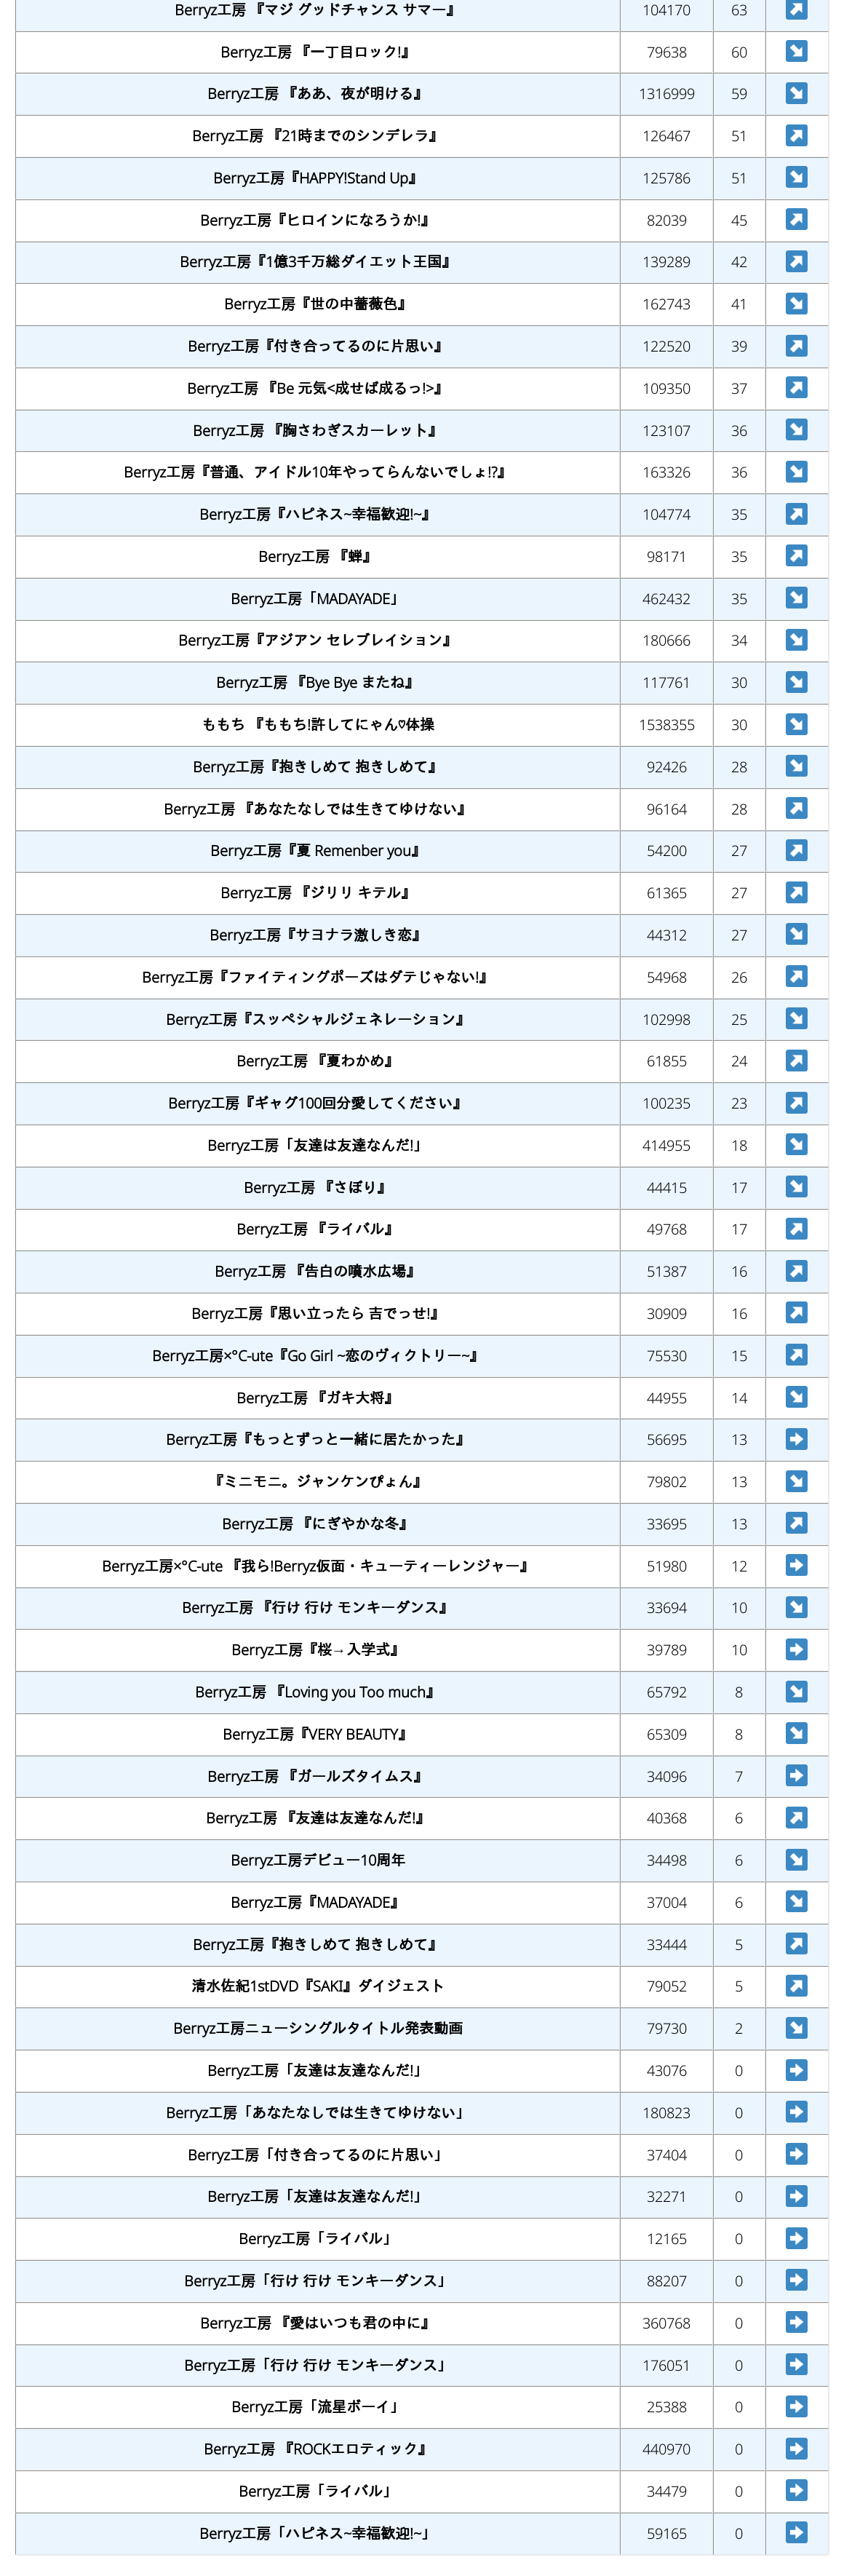 Berryz工房 『マジ グッドチャンス サマー』 104170 63
Berryz工房 『一丁目ロック!』 79638 60
Berryz工房 『ああ、夜が明ける』 1316999 59
Berryz工房 『21時までのシンデレラ』 126467 51
Berryz工房『HAPPY!Stand Up』 125786 51
Berryz工房『ヒロインになろうか!』 82039 45
Berryz工房『1億3千万総ダイエット王国』 139289 42
Berryz工房『世の中薔薇色』 162743 41
Berryz工房『付き合ってるのに片思い』 122520 39
Berryz工房 『Be 元気<成せば成るっ!>』 109350 37
Berryz工房 『胸さわぎスカーレット』 123107 36
Berryz工房『普通、アイドル10年やってらんないでしょ!?』 163326 36
Berryz工房『ハピネス~幸福歓迎!~』 104774 35
Berryz工房 『蝉』 98171 35
Berryz工房「MADAYADE」 462432 35
Berryz工房『アジアン セレブレイション』 180666 34
Berryz工房 『Bye Bye またね』 117761 30
ももち 『ももち!許してにゃん♡体操 1538355 30
Berryz工房『抱きしめて 抱きしめて』 92426 28
Berryz工房 『あなたなしでは生きてゆけない』 96164 28
Berryz工房『夏 Remenber you』 54200 27
Berryz工房 『ジリリ キテル』 61365 27
Berryz工房『サヨナラ激しき恋』 44312 27
Berryz工房『ファイティングポーズはダテじゃない!』 54968 26
Berryz工房『スッペシャルジェネレ～ション』 102998 25
Berryz工房 『夏わかめ』 61855 24
Berryz工房『ギャグ100回分愛してください』 100235 23
Berryz工房「友達は友達なんだ!」 414955 18
Berryz工房 『さぼり』 44415 17
Berryz工房 『ライバル』 49768 17
Berryz工房 『告白の噴水広場』 51387 16
Berryz工房『思い立ったら 吉でっせ!』 30909 16
Berryz工房×℃-ute『Go Girl ~恋のヴィクトリー~』 75530 15
Berryz工房 『ガキ大将』 44955 14
Berryz工房『もっとずっと一緒に居たかった』 56695 13
『ミニモニ。ジャンケンぴょん』 79802 13
Berryz工房 『にぎやかな冬』 33695 13
Berryz工房×℃-ute 『我ら!Berryz仮面・キューティーレンジャー』 51980 12
Berryz工房 『行け 行け モンキーダンス』 33694 10
Berryz工房『桜→入学式』 39789 10
Berryz工房 『Loving you Too much』 65792 8
Berryz工房『VERY BEAUTY』 65309 8
Berryz工房 『ガールズタイムス』 34096 7
Berryz工房 『友達は友達なんだ!』 40368 6
Berryz工房デビュー10周年 34498 6
Berryz工房『MADAYADE』 37004 6
Berryz工房『抱きしめて 抱きしめて』 33444 5
清水佐紀1stDVD『SAKI』ダイジェスト 79052 5
Berryz工房ニューシングルタイトル発表動画 79730 2
Berryz工房「友達は友達なんだ!」 43076 0
Berryz工房「あなたなしでは生きてゆけない」 180823 0
Berryz工房「付き合ってるのに片思い」 37404 0
Berryz工房「友達は友達なんだ!」 32271 0
Berryz工房「ライバル」 12165 0
Berryz工房「行け 行け モンキーダンス」 88207 0
Berryz工房 『愛はいつも君の中に』 360768 0
Berryz工房「行け 行け モンキーダンス」 176051 0
Berryz工房「流星ボーイ」 25388 0
Berryz工房 『ROCKエロティック』 440970 0
Berryz工房「ライバル」 34479 0
Berryz工房「ハピネス~幸福歓迎!~」 59165 0